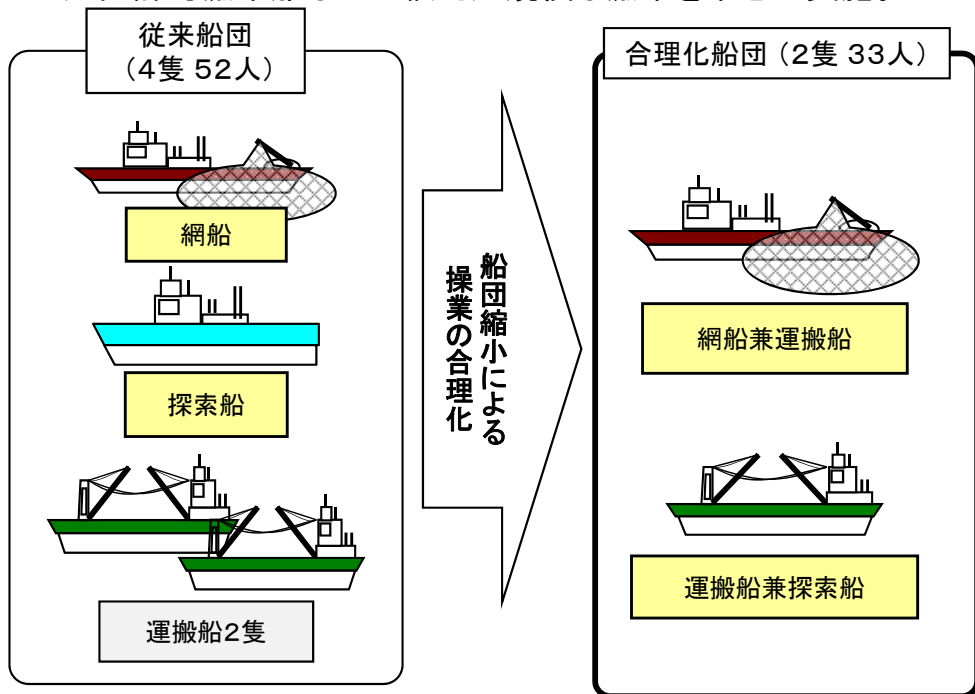 従来船団
（4隻 52人）
網船
探索船
運搬船2隻
船団縮小による
操業の合理化
合理化船団（2隻 33人）
網船兼運搬船
運搬船兼探索船